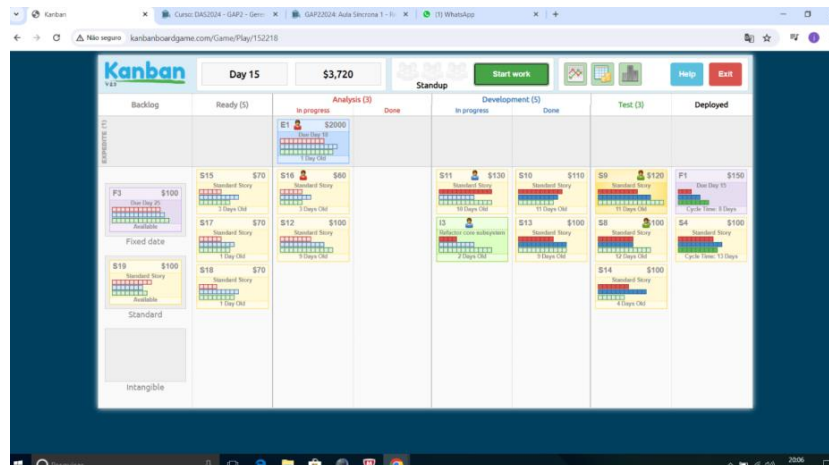 Kanban
Curso: DAS2024 - GAP2 - Geren
GAP22024: Aula Síncrona 1 - Fi
(1) WhatsApp
Não seguro
kanbanboardgame.com/Game/Play/152218
Kanban
Day 15
$3,720
Standup
Start work
Help
Exit
Backlog
Ready (5)
Analysis (3)
In progress
Done
Development (5)
In progress
Done
Test (3)
Deployed
EXPEDITE (1)
E1 $2000
1 Day Old
F3 $100
Due Day 25
Available
Fixed date
S19 $100
Standard Story
Available
Standard
Intangible
S15 $70
Standard Story
3 Days Old
S17 $70
Standard Story
1 Day Old
S18 $70
Standard Story
1 Day Old
S16 $60
Standard Story
3 Days Old
S12 $100
Standard Story
9 Days Old
S11 $130
Standard Story
10 Days Old
I3
Refactor core subsystem
2 Days Old
S10 $110
Standard Story
11 Days Old
S13 $100
Standard Story
9 Days Old
S9 $120
Standard Story
11 Days Old
S8 $100
Standard Story
12 Days Old
S14 $100
Standard Story
4 Days Old
F1 $150
Due Day 15
Cycle Time: 8 Days
S4 $100
Standard Story
Cycle Time: 13 Days
20:06